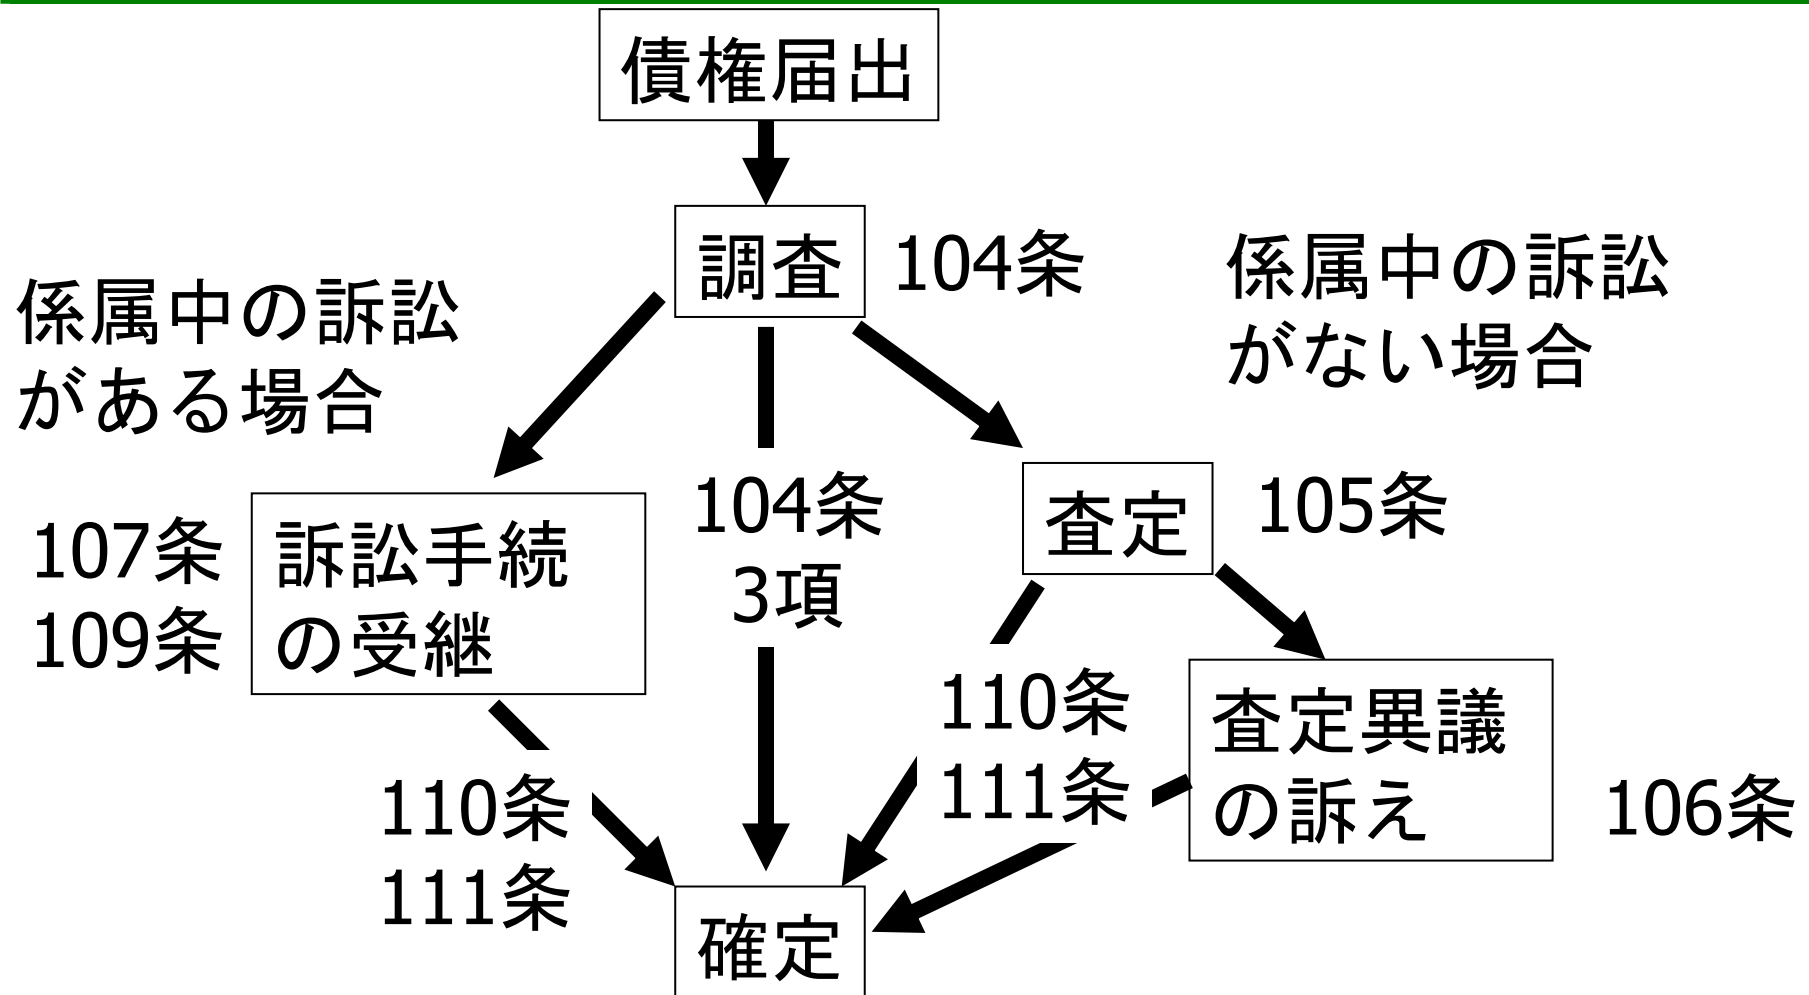 債権届出
調査
104条
係属中の訴訟
がある場合
係属中の訴訟
がない場合
107条
109条
訴訟手続
の受継
104条
3項
査定
105条
110条
111条
査定異議
の訴え
106条
110条
111条
確定